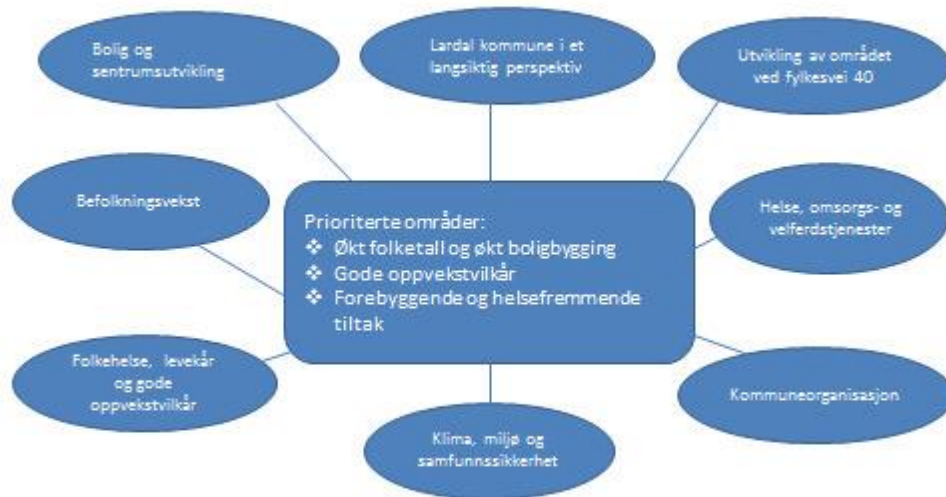 Bolig og
sentrumsutvikling
Lardal kommune i et
langsiktig perspektiv
Utvikling av området
ved fylkesvei 40
Befolkningsvekst
Prioriterte områder:
❖ Økt folketall og økt boligbygging
❖ Gode oppvekstvilkår
❖ Forebyggende og helsefremmende
tiltak
Helse, omsorgs- og
velferdstjenester
Folkehelse, levekår
og gode
oppvekstvilkår
Kommuneorganisasjon
Klima, miljø og
samfunnssikkerhet